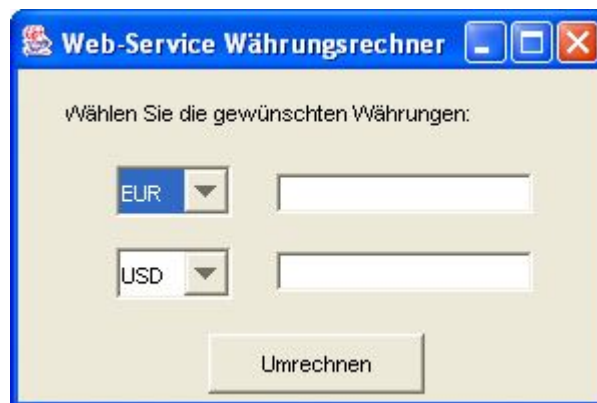 Web-Service Währungsrechner
Wählen Sie die gewünschten Währungen:
EUR
USD
Umrechnen